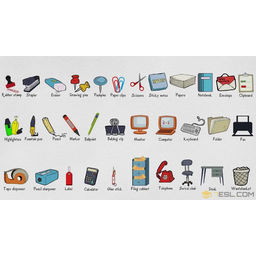 Rubber stamp Stapler Eraser Drawing pin Pushpins Paper clips Scissors Sticky notes Papers Notebook Envelope Clipboard
Highlighters Fountain pen Pencil Marker Ballpoint Bulldog clip Monitor Computer Keyboard Folder Fax
Tape dispenser Pencil sharpener Label Calculator Glue stick Filing cabinet Telephone Swivel chair Desk Wastebasket
7ESL.COM